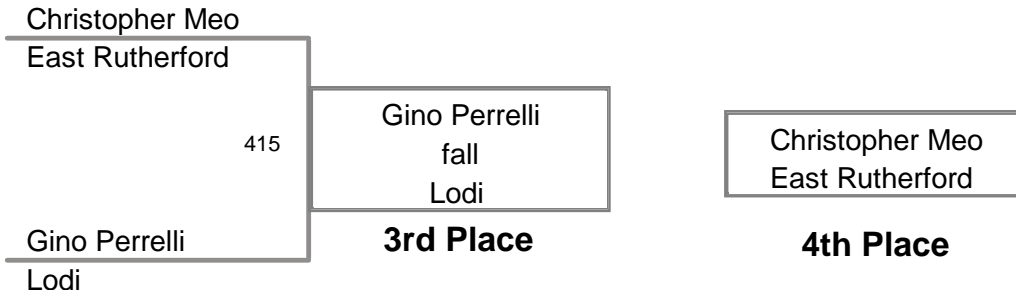 Christopher Meo
East Rutherford
415
Gino Perrelli
Lodi
Gino Perrelli
fall
Lodi
3rd Place
Christopher Meo
East Rutherford
4th Place